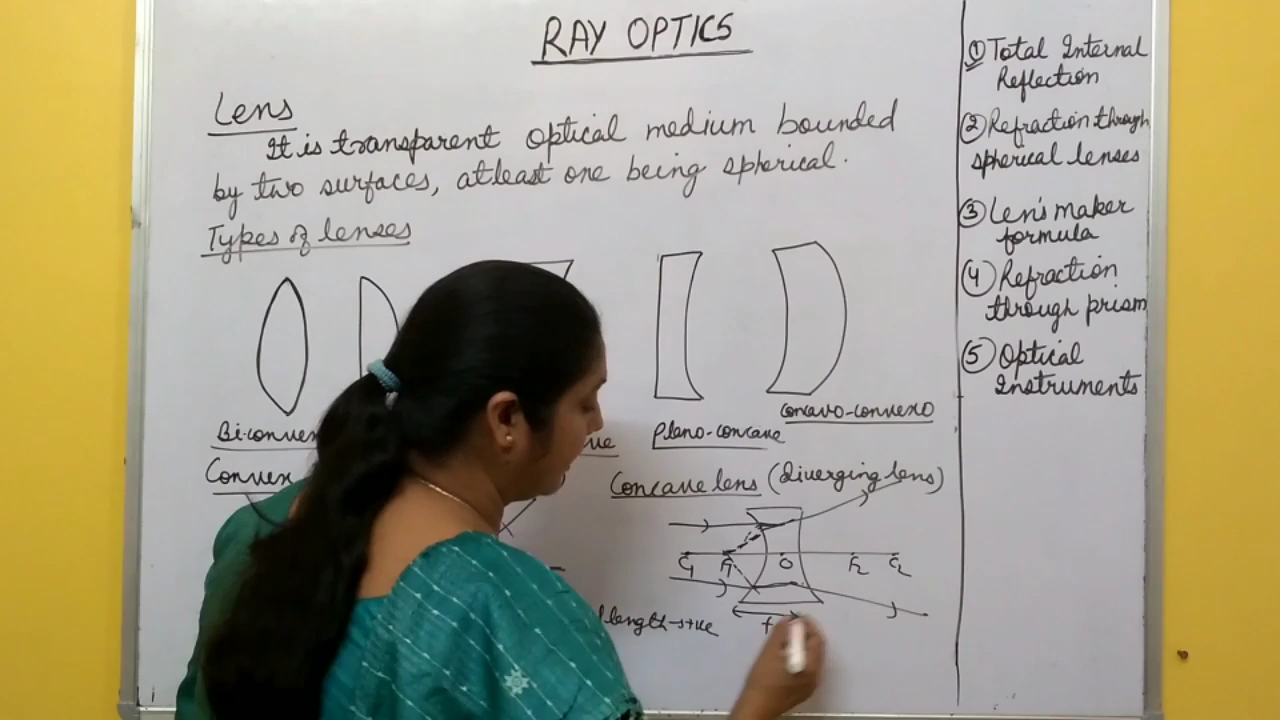 RAY OPTICS
Lens
It is transparent optical medium bounded
by two surfaces, atleast one being spherical.
Types of lenses
Bi-convex
Plano-concave
concavo-convexo
Convex
Concave lens (diverging lens)
C1 F1 O F2 C2
length→+ve
f
① Total Internal
Reflection
② Refraction through
spherical lenses
③ Len's maker
formula
④ Refraction
through prism
⑤ Optical
Instruments